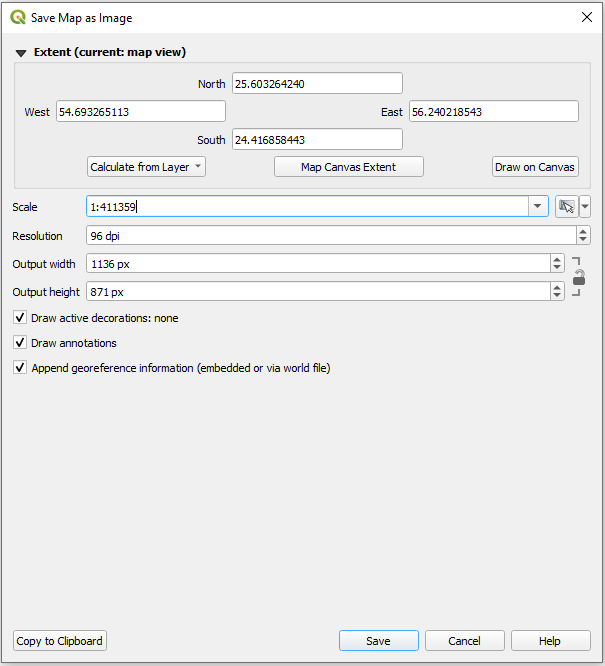 Save Map as Image
Extent (current: map view)
North 25.603264240
West 54.693265113 East 56.240218543
South 24.416858443
Calculate from Layer Map Canvas Extent Draw on Canvas
Scale 1:411359
Resolution 96 dpi
Output width 1136 px
Output height 871 px
Draw active decorations: none
Draw annotations
Append georeference information (embedded or via world file)
Copy to Clipboard Save Cancel Help